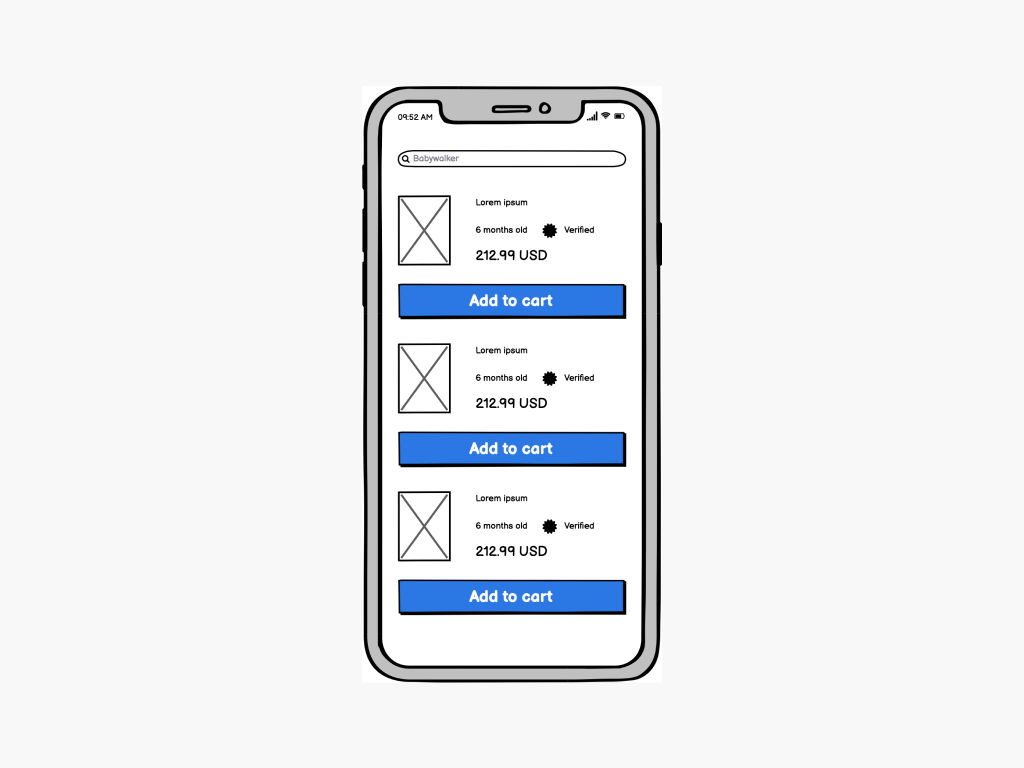 09:52 AM
Babywalker
Lorem ipsum
6 months old Verified
212.99 USD
Add to cart
Lorem ipsum
6 months old Verified
212.99 USD
Add to cart
Lorem ipsum
6 months old Verified
212.99 USD
Add to cart